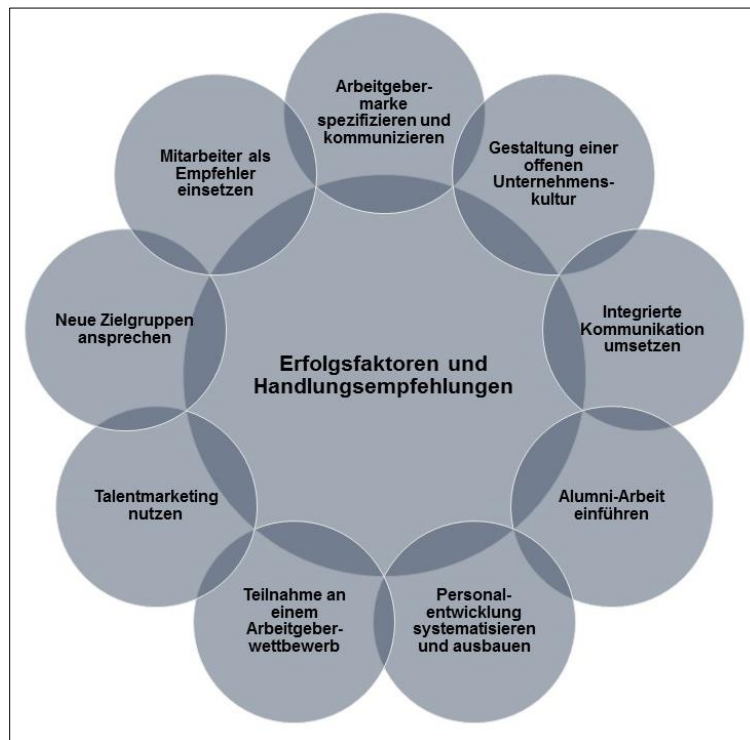 Arbeitgeber-
marke
spezifizieren und
kommunizieren
Gestaltung einer
offenen
Unternehmens-
kultur
Integrierte
Kommunikation
umsetzen
Alumni-Arbeit
einführen
Personal-
entwicklung
systematisieren
und ausbauen
Teilnahme an
einem
Arbeitgeber-
wettbewerb
Talentmarketing
nutzen
Neue Zielgruppen
ansprechen
Mitarbeiter als
Empfehler
einsetzen
Erfolgsfaktoren und
Handlungsempfehlungen